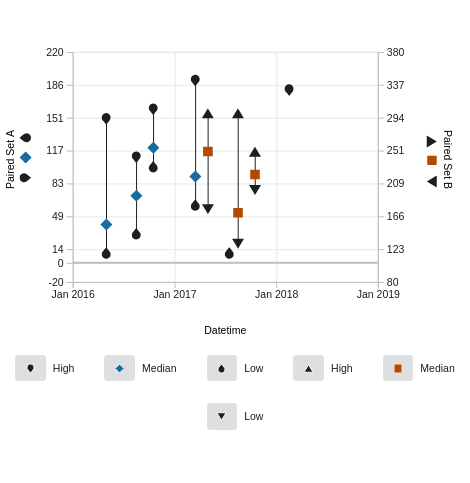 220 380
186 337
151 294
117 251
83 209
49 166
14 123
0
-20 80
Paired Set A
Paired Set B
Jan 2016 Jan 2017 Jan 2018 Jan 2019
Datetime
High Median Low High Median
Low